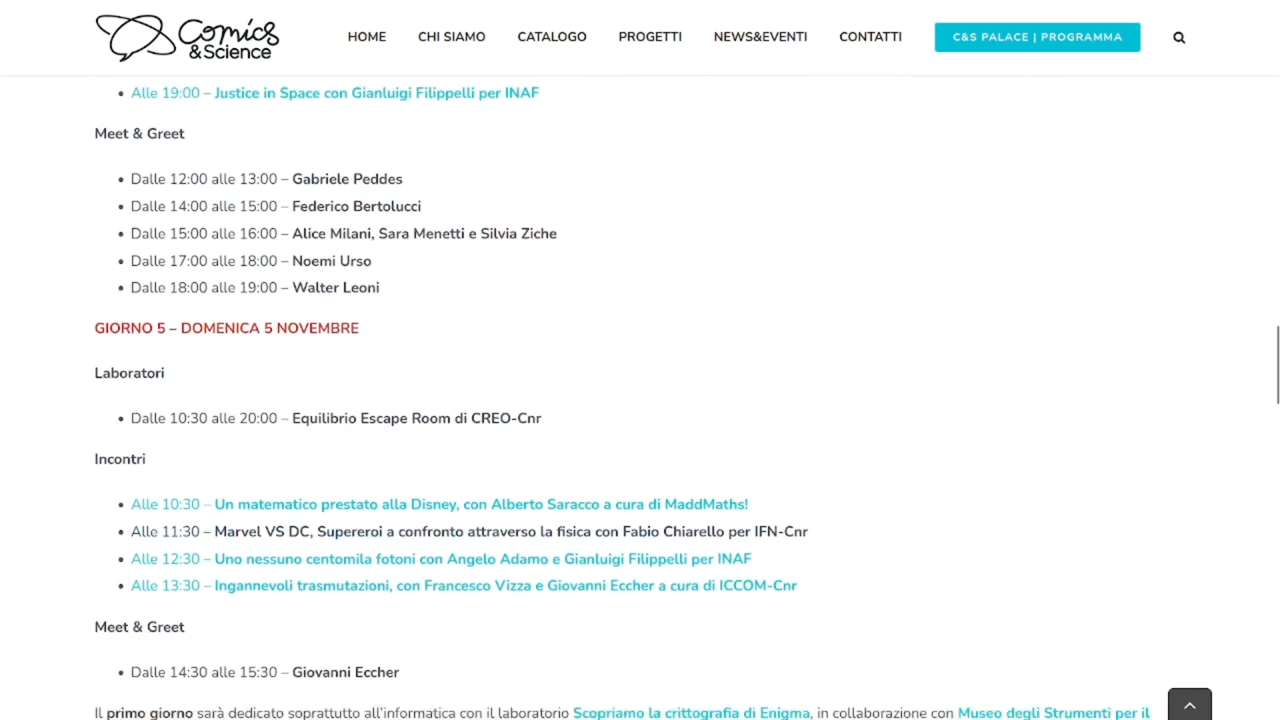 Comics
&Science
HOME CHI SIAMO CATALOGO PROGETTI NEWS&EVENTI CONTATTI C&S PALACE | PROGRAMMA
• Alle 19:00 – Justice in Space con Gianluigi Filippelli per INAF
Meet & Greet
• Dalle 12:00 alle 13:00 – Gabriele Peddes
• Dalle 14:00 alle 15:00 – Federico Bertolucci
• Dalle 15:00 alle 16:00 – Alice Milani, Sara Menetti e Silvia Ziche
• Dalle 17:00 alle 18:00 – Noemi Urso
• Dalle 18:00 alle 19:00 – Walter Leoni
GIORNO 5 – DOMENICA 5 NOVEMBRE
Laboratori
• Dalle 10:30 alle 20:00 – Equilibrio Escape Room di CREO-Cnr
Incontri
• Alle 10:30 – Un matematico prestato alla Disney, con Alberto Saracco a cura di MaddMaths!
• Alle 11:30 – Marvel VS DC, Supereroi a confronto attraverso la fisica con Fabio Chiarello per IFN-Cnr
• Alle 12:30 – Uno nessuno centomila fotoni con Angelo Adamo e Gianluigi Filippelli per INAF
• Alle 13:30 – Ingannevoli trasmutazioni, con Francesco Vizza e Giovanni Eccher a cura di ICCOM-Cnr
Meet & Greet
• Dalle 14:30 alle 15:30 – Giovanni Eccher
Il primo giorno sarà dedicato soprattutto all'informatica con il laboratorio Scopriamo la crittografia di Enigma, in collaborazione con Museo degli Strumenti per il